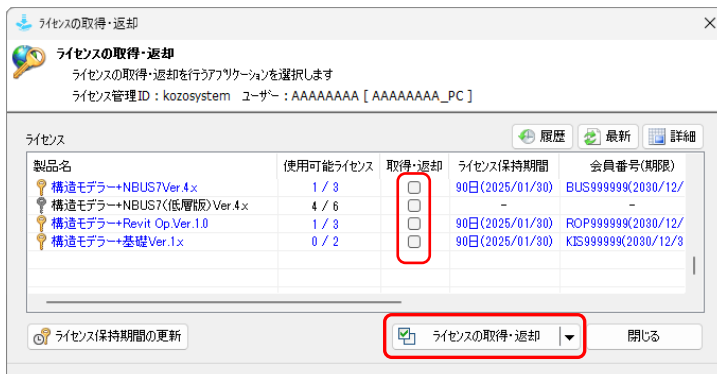 ライセンスの取得・返却
ライセンスの取得・返却
ライセンスの取得・返却を行うアプリケーションを選択します
ライセンス管理ID：kozosystem ユーザー：AAAAAAAA [ AAAAAAAA_PC ]
ライセンス 履歴 最新 詳細
製品名 使用可能ライセンス 取得・返却 ライセンス保持期間 会員番号(期限)
構造モデラー+NBUS7Ver.4.x 1 / 3 90日(2025/01/30) BUS999999(2030/12/
構造モデラー+NBUS7(低層版)Ver.4.x 4 / 6 - -
構造モデラー+Revit Op.Ver.1.0 1 / 3 90日(2025/01/30) ROP999999(2030/12/
構造モデラー+基礎Ver.1.x 0 / 2 90日(2025/01/30) KIS999999(2030/12/3
ライセンス保持期間の更新 ライセンスの取得・返却 閉じる